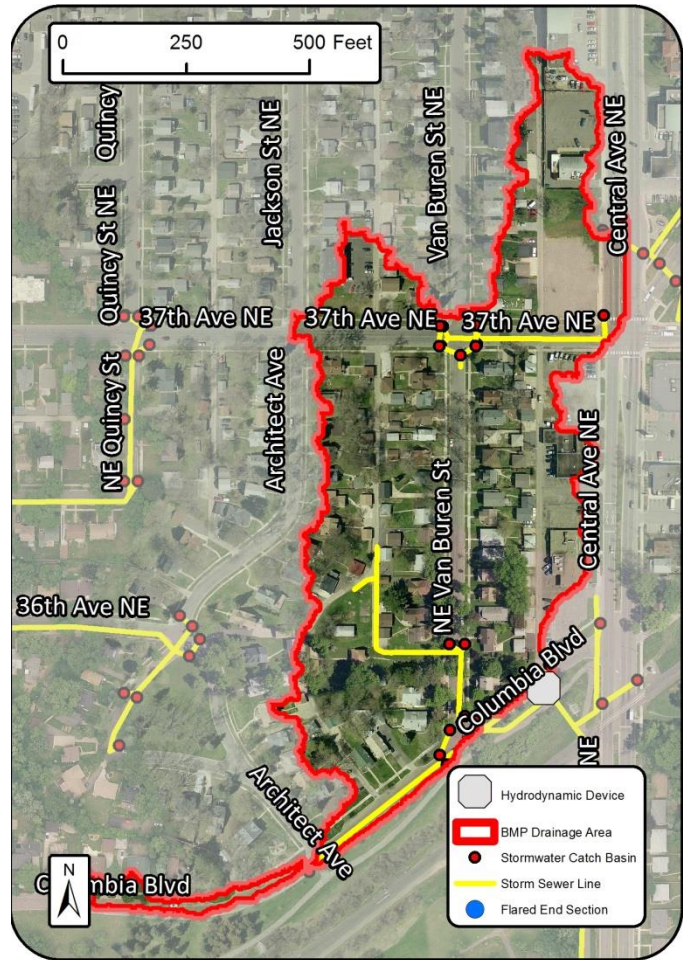 0 250 500 Feet
Quincy
Quincy St NE
Jackson St NE
Van Buren St NE
Central Ave NE
37th Ave NE
37th Ave NE
37th Ave NE
NE Quincy St
Architect Ave
NE Van Buren St
Central Ave NE
36th Ave NE
Columbia Blvd
NE
Architect Ave
N
Hydrodynamic Device
BMP Drainage Area
Stormwater Catch Basin
Storm Sewer Line
Flared End Section